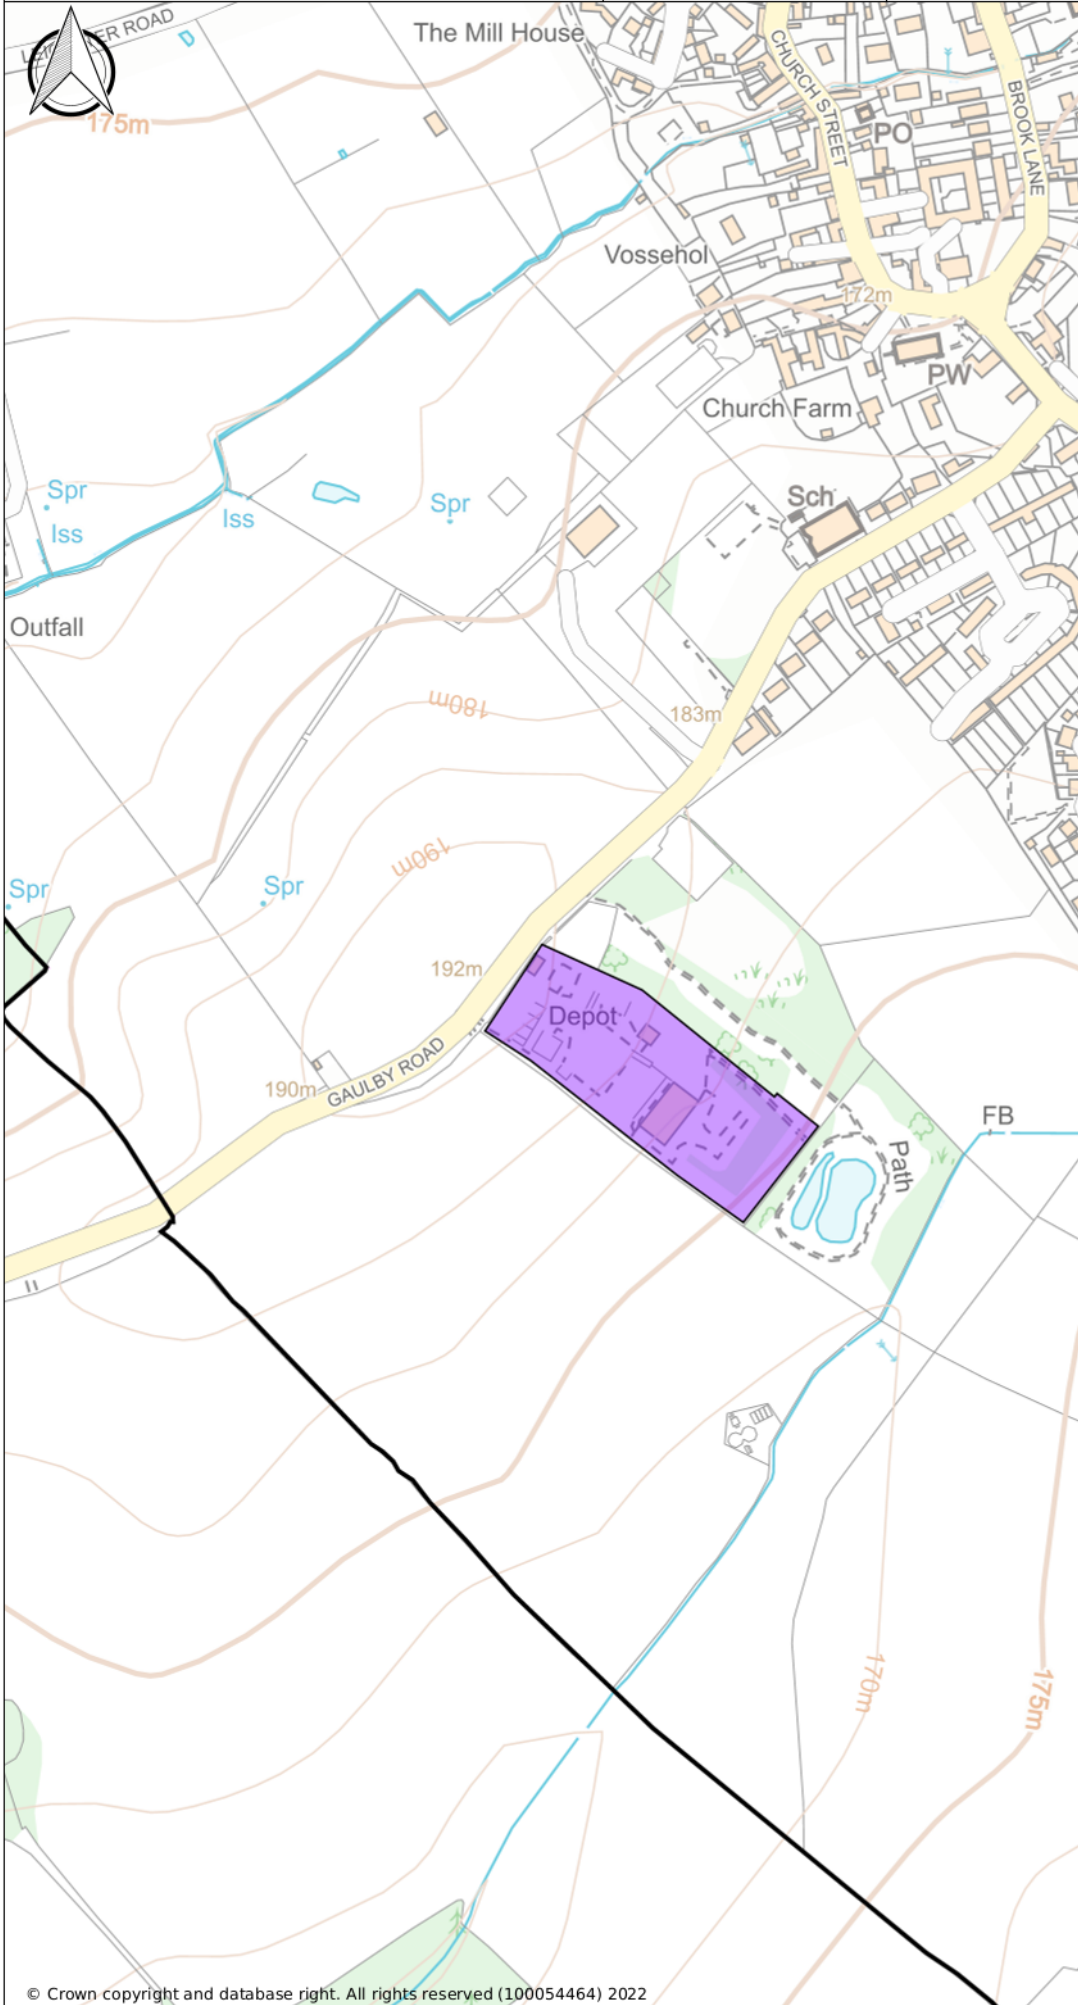 The Mill House
ROAD
175m
CHURCH STREET
BROOK LANE
PO
Vossehol
172m
PW
Church Farm
Spr
Iss
Iss
Spr
Sch
Outfall
180m
183m
190m
Spr
Spr
192m
Depot
GAULBY ROAD
190m
FB
Path
170m
175m
© Crown copyright and database right. All rights reserved (100054464) 2022